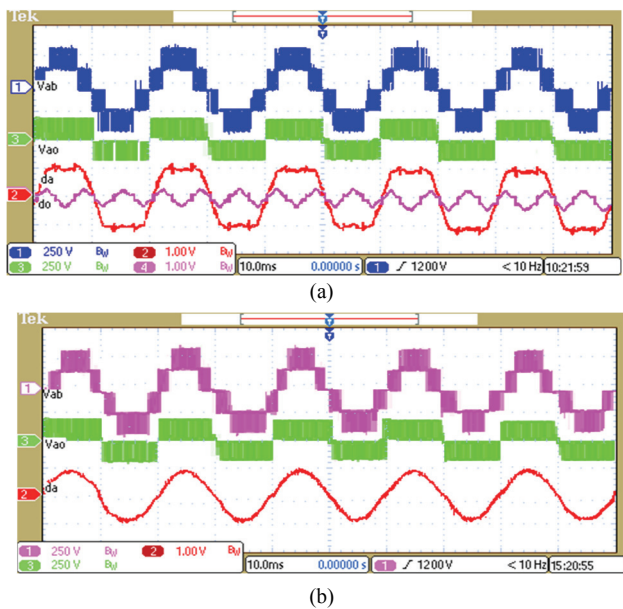 Tek
1
Vab
3
Vao
da
2
do
1 250 V BW 2 1.00 V BW
3 250 V BW 4 1.00 V BW
10.0ms 0.00000 s
1 1200 V
< 10 Hz
10:21:59
(a)
Tek
1
Vab
3
Vao
da
2
1 250 V BW 2 1.00 V BW
3 250 V BW
10.0ms 0.00000 s
1 1200 V
< 10 Hz
15:20:55
(b)